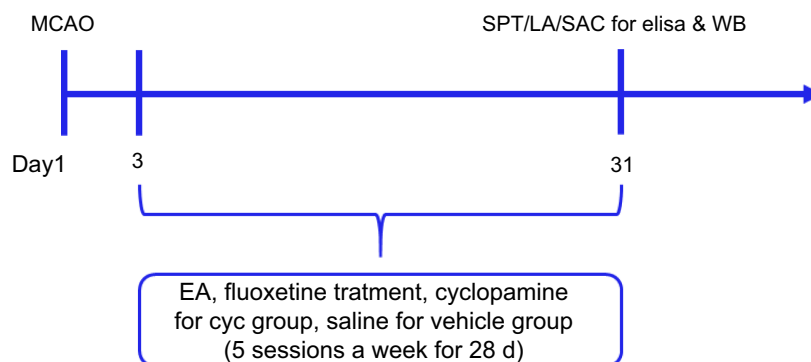 MCAO
SPT/LA/SAC for elisa & WB
Day1
3
31
EA, fluoxetine tratment, cyclopamine
for cyc group, saline for vehicle group
(5 sessions a week for 28 d)